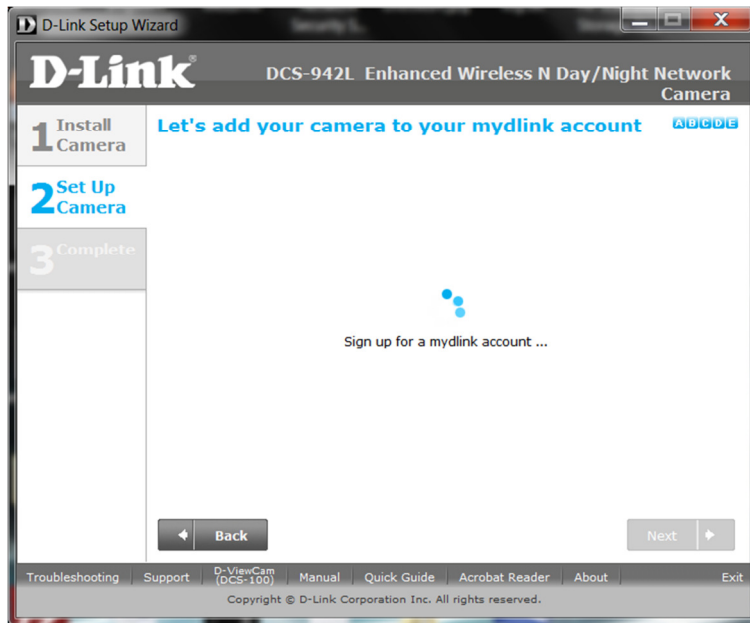 D-Link Setup Wizard
D-Link®
DCS-942L Enhanced Wireless N Day/Night Network
Camera
1 Install
Camera
Let's add your camera to your mydlink account
A B C D E
2 Set Up
Camera
3 Complete
Sign up for a mydlink account ...
Back
Next
Troubleshooting
Support
D-ViewCam
(DCS-100)
Manual
Quick Guide
Acrobat Reader
About
Exit
Copyright © D-Link Corporation Inc. All rights reserved.